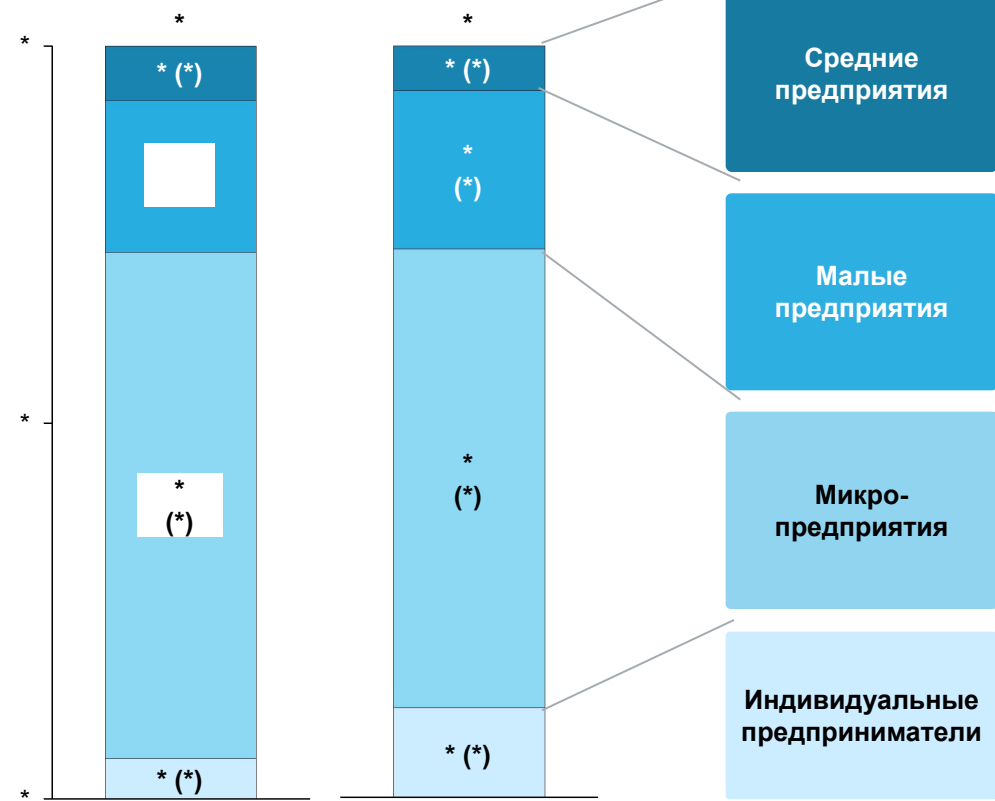 *
*
*
* (*)
* (*)
Средние
предприятия
*
(*)
Малые
предприятия
*
*
(*)
*
(*)
Микро-
предприятия
Индивидуальные
предприниматели
* (*)
* (*)
*